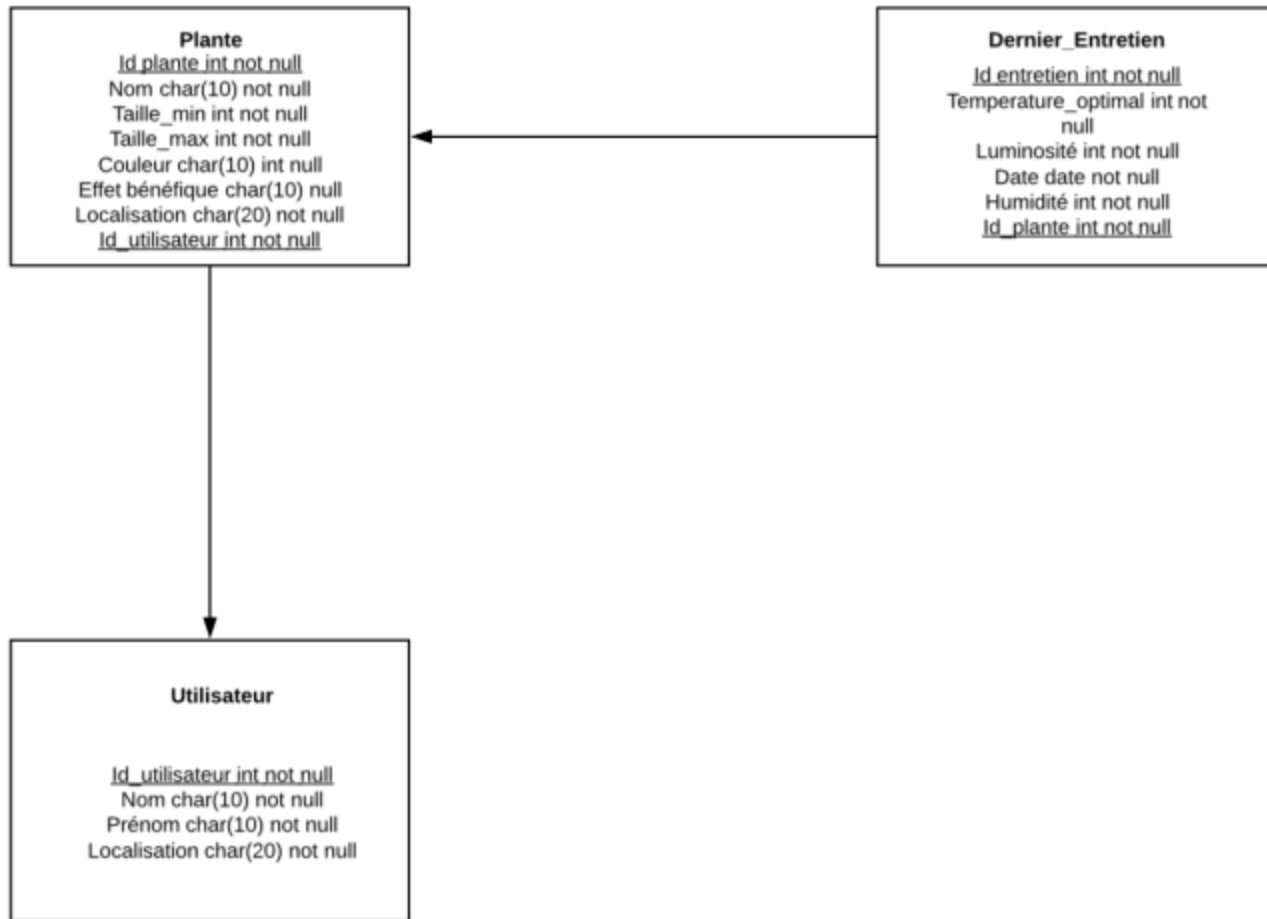 Plante
Id plante int not null
Nom char(10) not null
Taille_min int not null
Taille_max int not null
Couleur char(10) int null
Effet bénéfique char(10) null
Localisation char(20) not null
Id_utilisateur int not null
Dernier_Entretien
Id entretien int not null
Temperature_optimal int not
null
Luminosité int not null
Date date not null
Humidité int not null
Id_plante int not null
Utilisateur
Id_utilisateur int not null
Nom char(10) not null
Prénom char(10) not null
Localisation char(20) not null